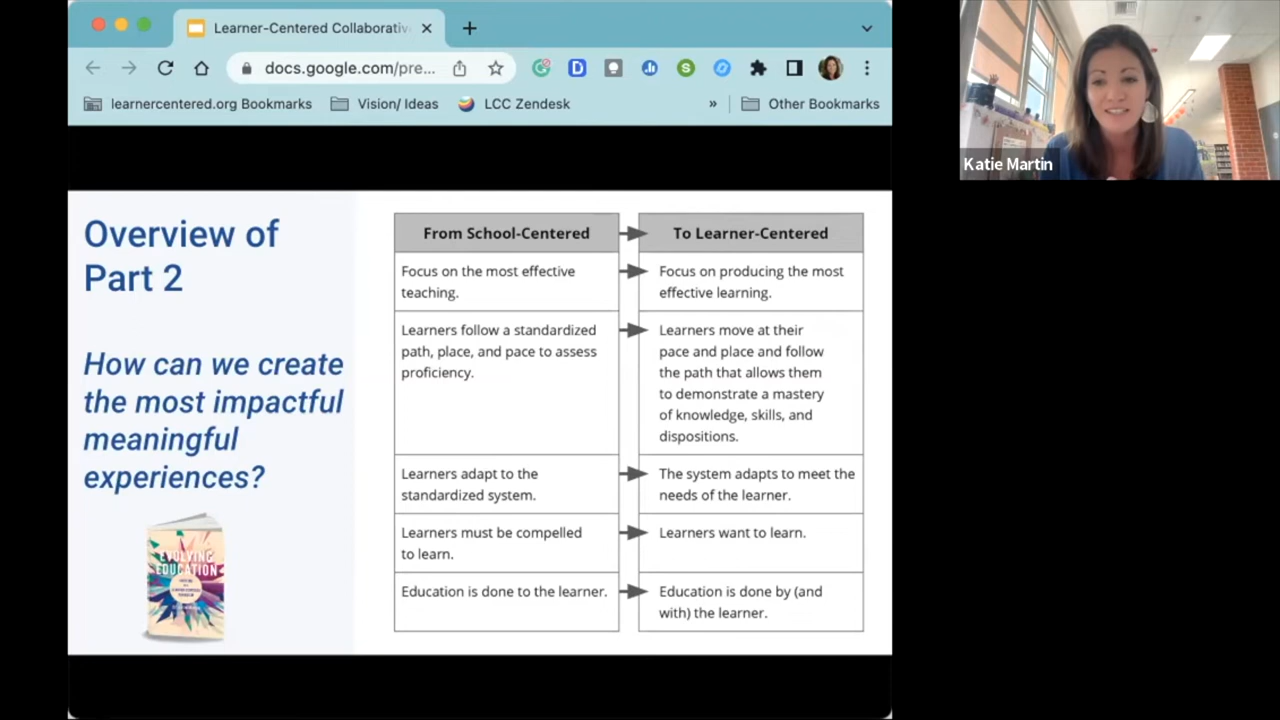 Learner-Centered Collaborativ
docs.google.com/pre...
learnercentered.org Bookmarks
Vision/ Ideas
LCC Zendesk
»
Other Bookmarks
Katie Martin
Overview of
Part 2
How can we create
the most impactful
meaningful
experiences?
EVOLVING
EDUCATION
From School-Centered
To Learner-Centered
Focus on the most effective
teaching.
Focus on producing the most
effective learning.
Learners follow a standardized
path, place, and pace to assess
proficiency.
Learners move at their
pace and place and follow
the path that allows them
to demonstrate a mastery
of knowledge, skills, and
dispositions.
Learners adapt to the
standardized system.
The system adapts to meet the
needs of the learner.
Learners must be compelled
to learn.
Learners want to learn.
Education is done to the learner.
Education is done by (and
with) the learner.